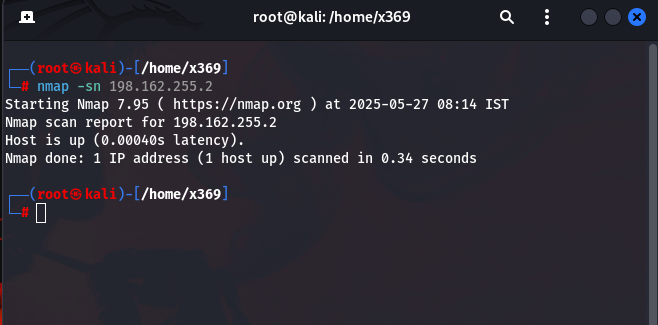 root@kali: /home/x369
┌──(root㉿kali)-[/home/x369]
└─# nmap -sn 198.162.255.2
Starting Nmap 7.95 ( https://nmap.org ) at 2025-05-27 08:14 IST
Nmap scan report for 198.162.255.2
Host is up (0.00040s latency).
Nmap done: 1 IP address (1 host up) scanned in 0.34 seconds
┌──(root㉿kali)-[/home/x369]
└─#